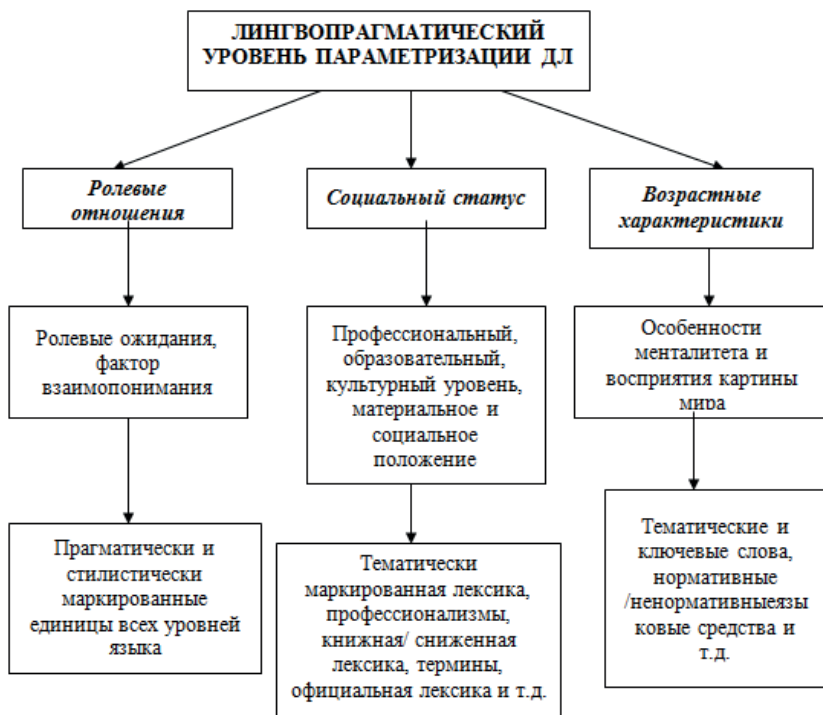 ЛИНГВОПРАГМАТИЧЕСКИЙ
УРОВЕНЬ ПАРАМЕТРИЗАЦИИ ДЛ
Ролевые
отношения
Социальный статус
Возрастные
характеристики
Ролевые ожидания,
фактор
взаимопонимания
Профессиональный,
образовательный,
культурный уровень,
материальное и
социальное
положение
Особенности
менталитета и
восприятия картины
мира
Прагматически и
стилистически
маркированные
единицы всех уровней
языка
Тематически
маркированная лексика,
профессионализмы,
книжная/ сниженная
лексика, термины,
официальная лексика и т.д.
Тематические и
ключевые слова,
нормативные
/ненормативныеязы
ковые средства и
т.д.